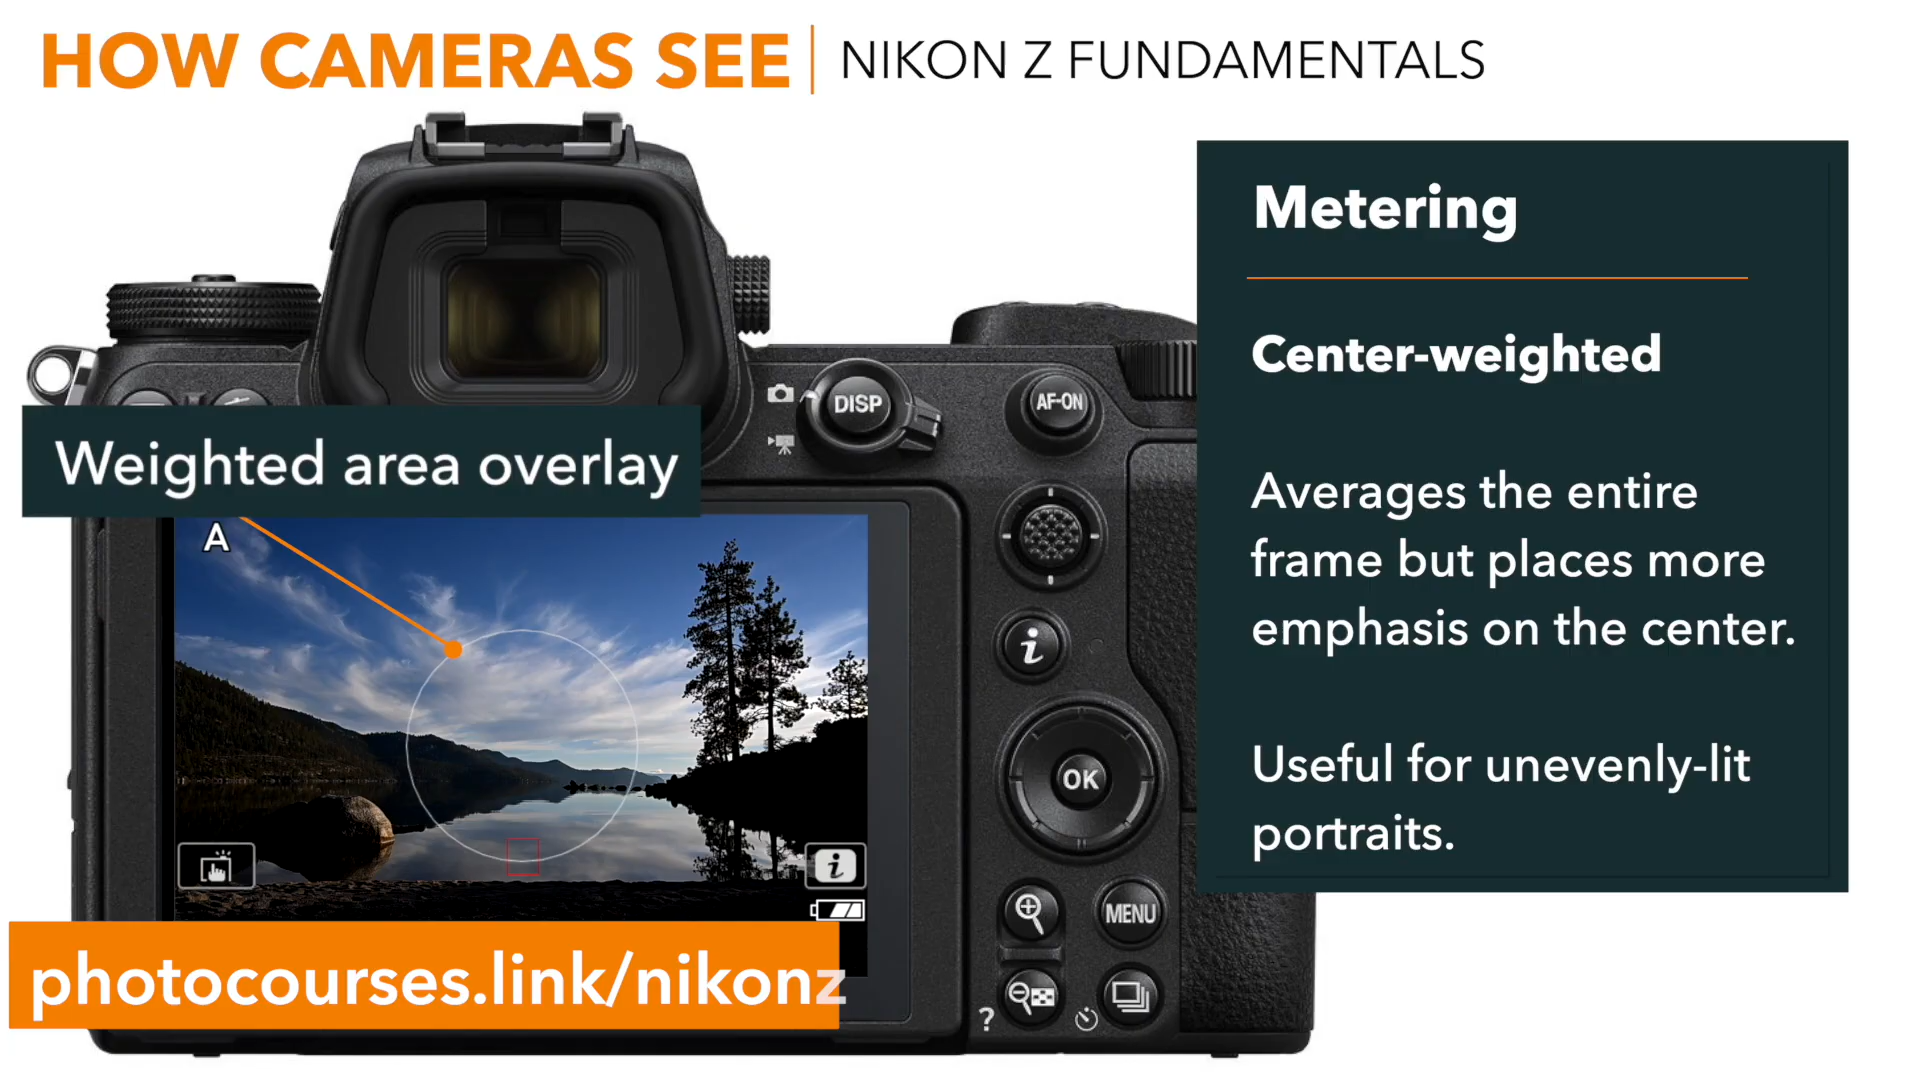 HOW CAMERAS SEE | NIKON Z FUNDAMENTALS
Metering
Center-weighted
Averages the entire
frame but places more
emphasis on the center.
Useful for unevenly-lit
portraits.
DISP
AF-ON
Weighted area overlay
A
i
OK
i
MENU
?
photocourses.link/nikonz